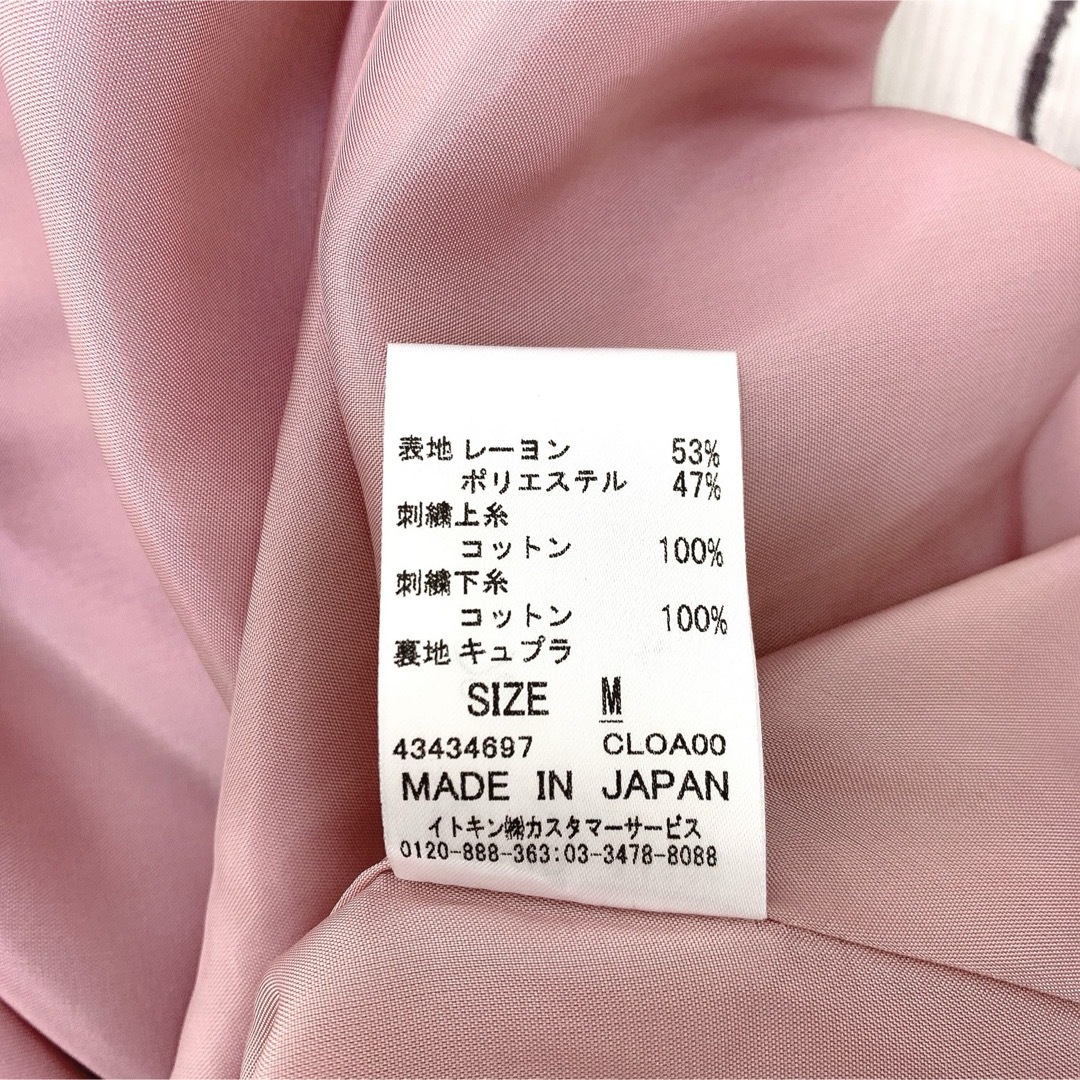 表地 レーヨン 53%
ポリエステル 47%
刺繍上糸
コットン 100%
刺繍下糸
コットン 100%
裏地 キュプラ
SIZE M
43434697 CLOA00
MADE IN JAPAN
イトキン㈱カスタマーサービス
0120-888-363:03-3478-8088